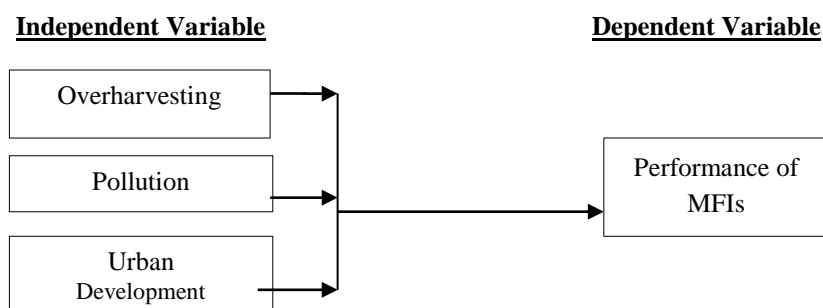 Independent Variable
Dependent Variable
Overharvesting
Pollution
Urban
Development
Performance of
MFIs